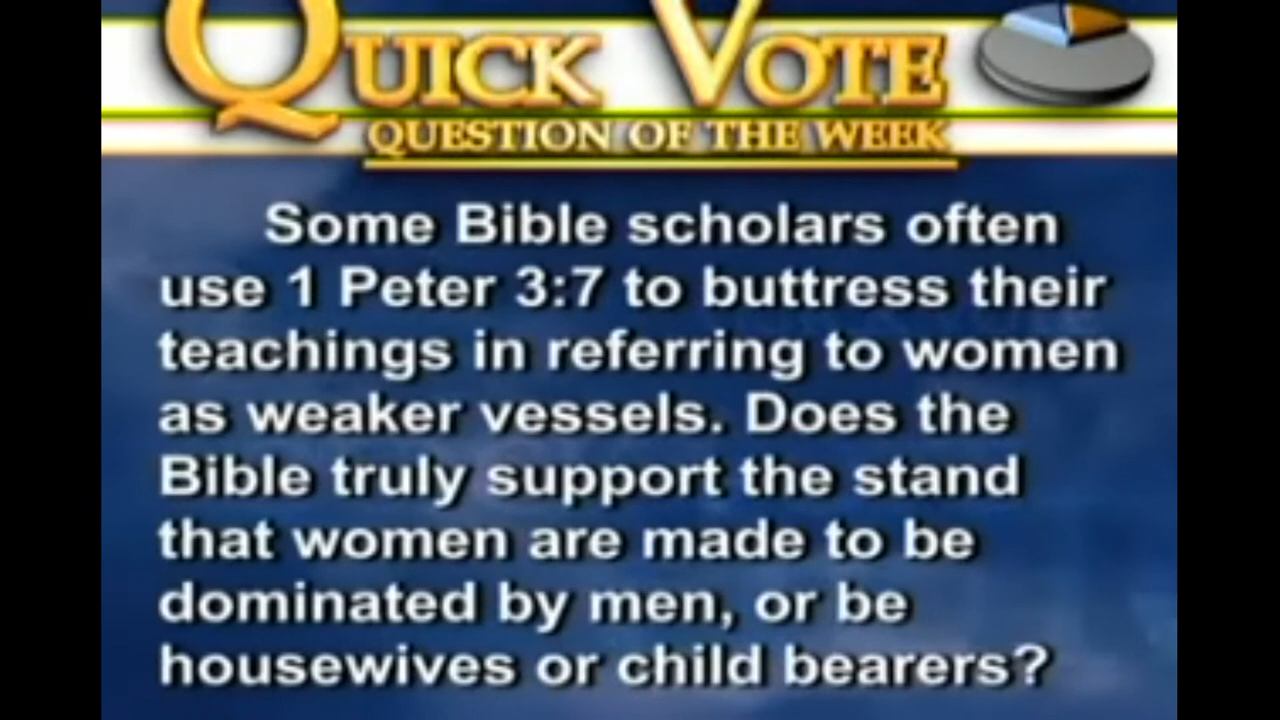 QUICK VOTE
QUESTION OF THE WEEK
Some Bible scholars often
use 1 Peter 3:7 to buttress their
teachings in referring to women
as weaker vessels. Does the
Bible truly support the stand
that women are made to be
dominated by men, or be
housewives or child bearers?